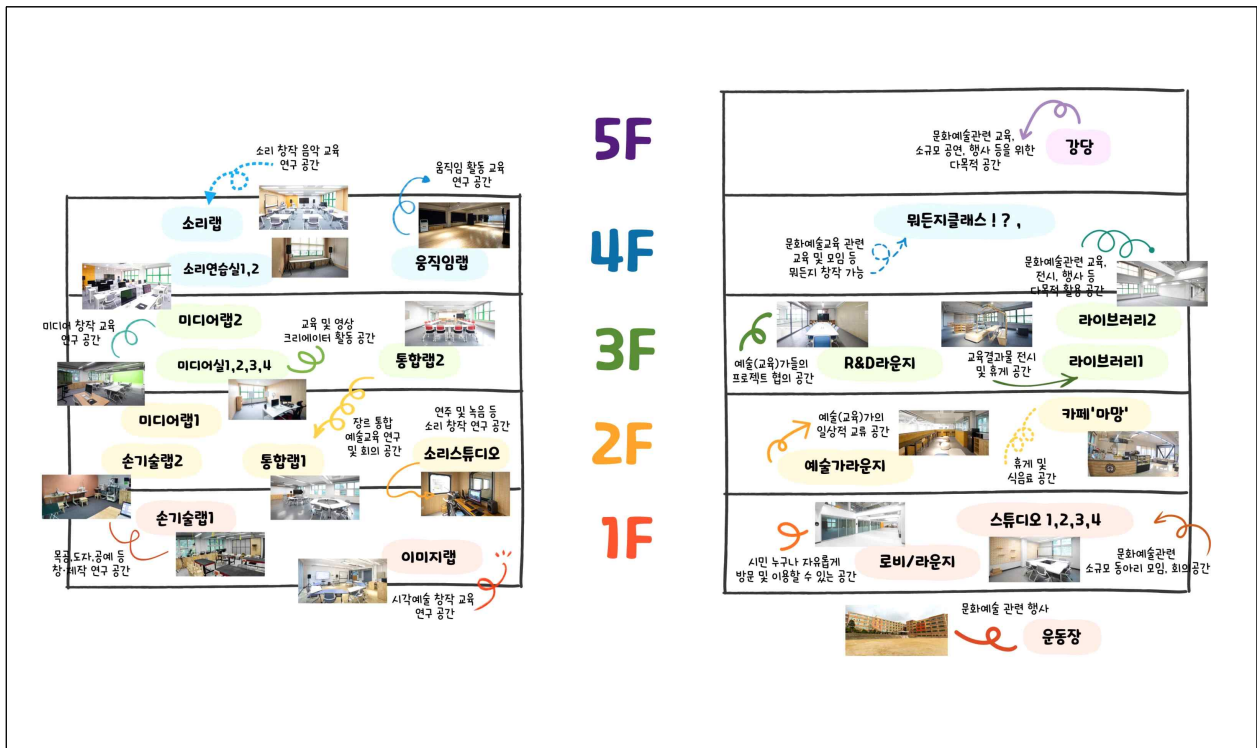 5F
4F
3F
2F
1F
소리 창작 음악 교육
연구 공간
움직임 활동 교육
연구 공간
소리랩
소리연습실1,2
움직임랩
미디어 창작 교육
연구 공간
미디어랩2
미디어실1,2,3,4
교육 및 영상
크리에이터 활동 공간
통합랩2
미디어랩1
손기술랩2
장르 통합
예술교육 연구
및 회의 공간
통합랩1
연주 및 녹음 등
소리 창작 연구 공간
소리스튜디오
손기술랩1
목공,도자,공예 등
창·제작 연구 공간
이미지랩
시각예술 창작 교육
연구 공간
문화예술관련 교육,
소규모 공연, 행사 등을 위한
다목적 공간
강당
뭐든지클래스!?,
문화예술교육 관련
교육 및 모임 등
뭐든지 창작 가능
문화예술관련 교육,
전시, 행사 등
다목적 활용 공간
라이브러리2
예술(교육)가들의
프로젝트 협의 공간
R&D라운지
교육결과물 전시
및 휴게 공간
라이브러리1
예술(교육)가의
일상적 교류 공간
예술가라운지
카페'마망'
휴게 및
식음료 공간
시민 누구나 자유롭게
방문 및 이용할 수 있는 공간
로비/라운지
스튜디오 1,2,3,4
문화예술관련
소규모 동아리 모임, 회의 공간
문화예술 관련 행사
운동장